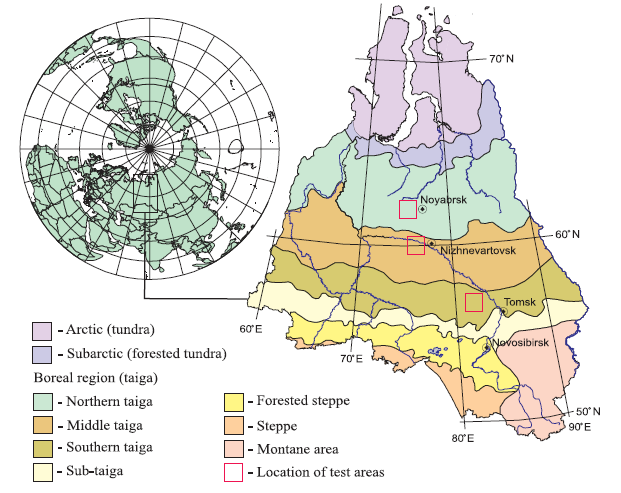 70°N
Noyabrsk
60°N
Nizhnevartovsk
Tomsk
60°E
Novosibirsk
70°E
50°N
80°E
90°E
- Arctic (tundra)
- Subarctic (forested tundra)
Boreal region (taiga)
- Northern taiga
- Middle taiga
- Southern taiga
- Sub-taiga
- Forested steppe
- Steppe
- Montane area
- Location of test areas